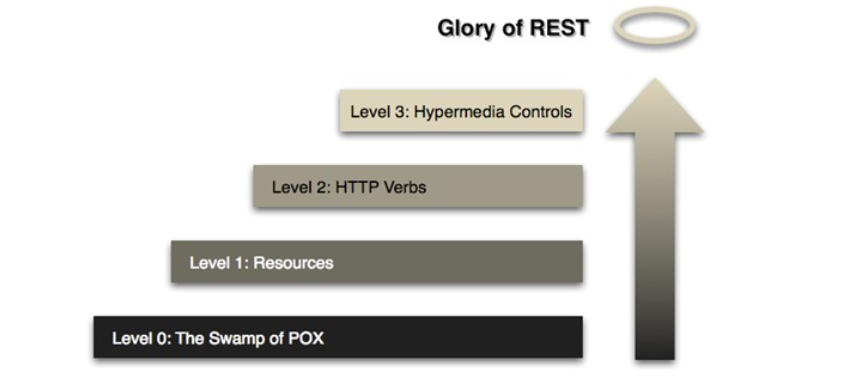 Glory of REST
Level 3: Hypermedia Controls
Level 2: HTTP Verbs
Level 1: Resources
Level 0: The Swamp of POX